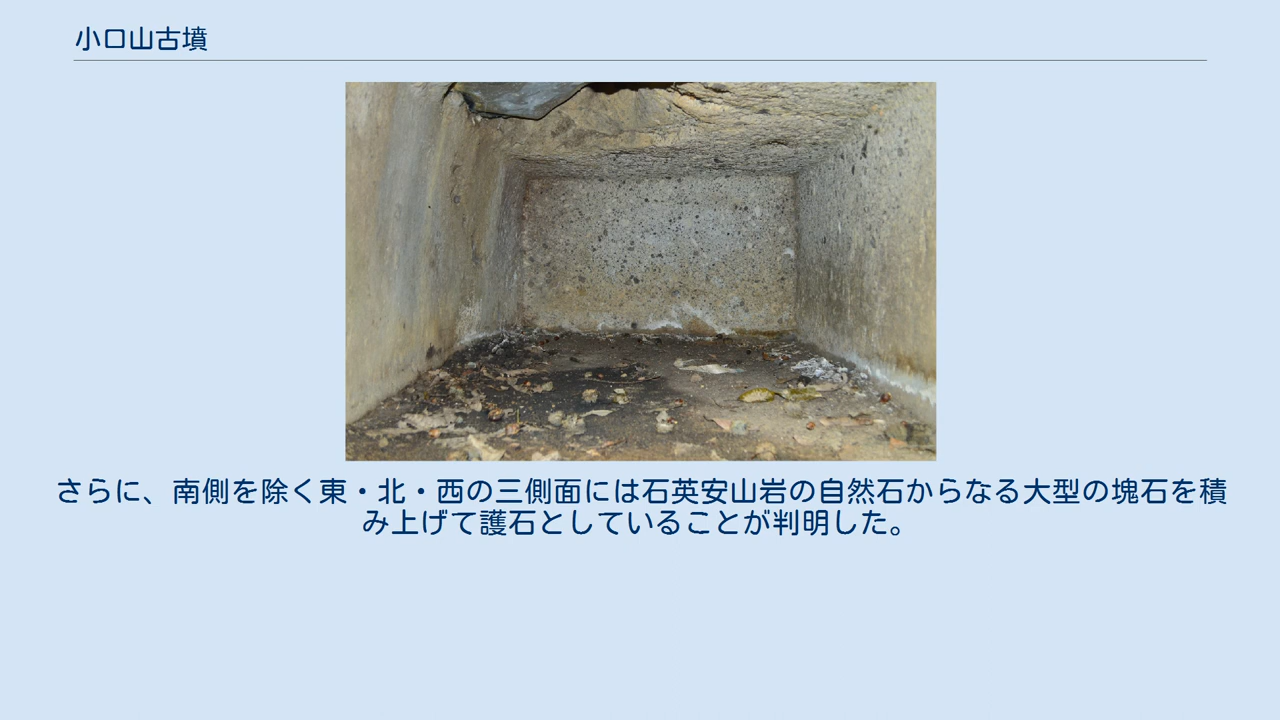 小口山古墳
さらに、南側を除く東・北・西の三側面には石英安山岩の自然石からなる大型の塊石を積
み上げて護石としていることが判明した。